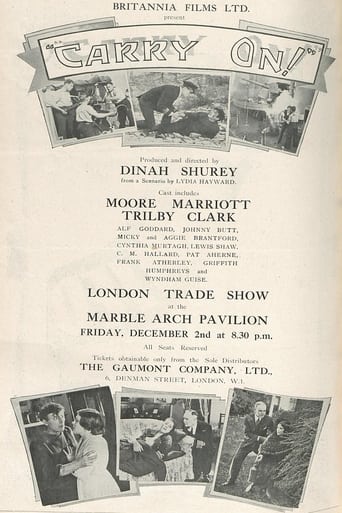 BRITANNIA FILMS LTD.
present
"CARRY ON!"
Produced and directed by
DINAH SHUREY
from a Scenario by LYDIA HAYWARD.
Cast includes
MOORE MARRIOTT
TRILBY CLARK
ALF GODDARD, JOHNNY BUTT,
MICKY and AGGIE BRANTFORD,
CYNTHIA MURTAGH, LEWIS SHAW,
C. M. HALLARD, PAT AHERNE,
FRANK ATHERLEY, GRIFFITH
HUMPHREYS and
WYNDHAM GUISE.
LONDON TRADE SHOW
at the
MARBLE ARCH PAVILION
FRIDAY, DECEMBER 2nd at 8.30 p.m.
All Seats Reserved
Tickets obtainable only from the Sole Distributors
THE GAUMONT COMPANY, LTD.,
6, DENMAN STREET, LONDON, W.1.